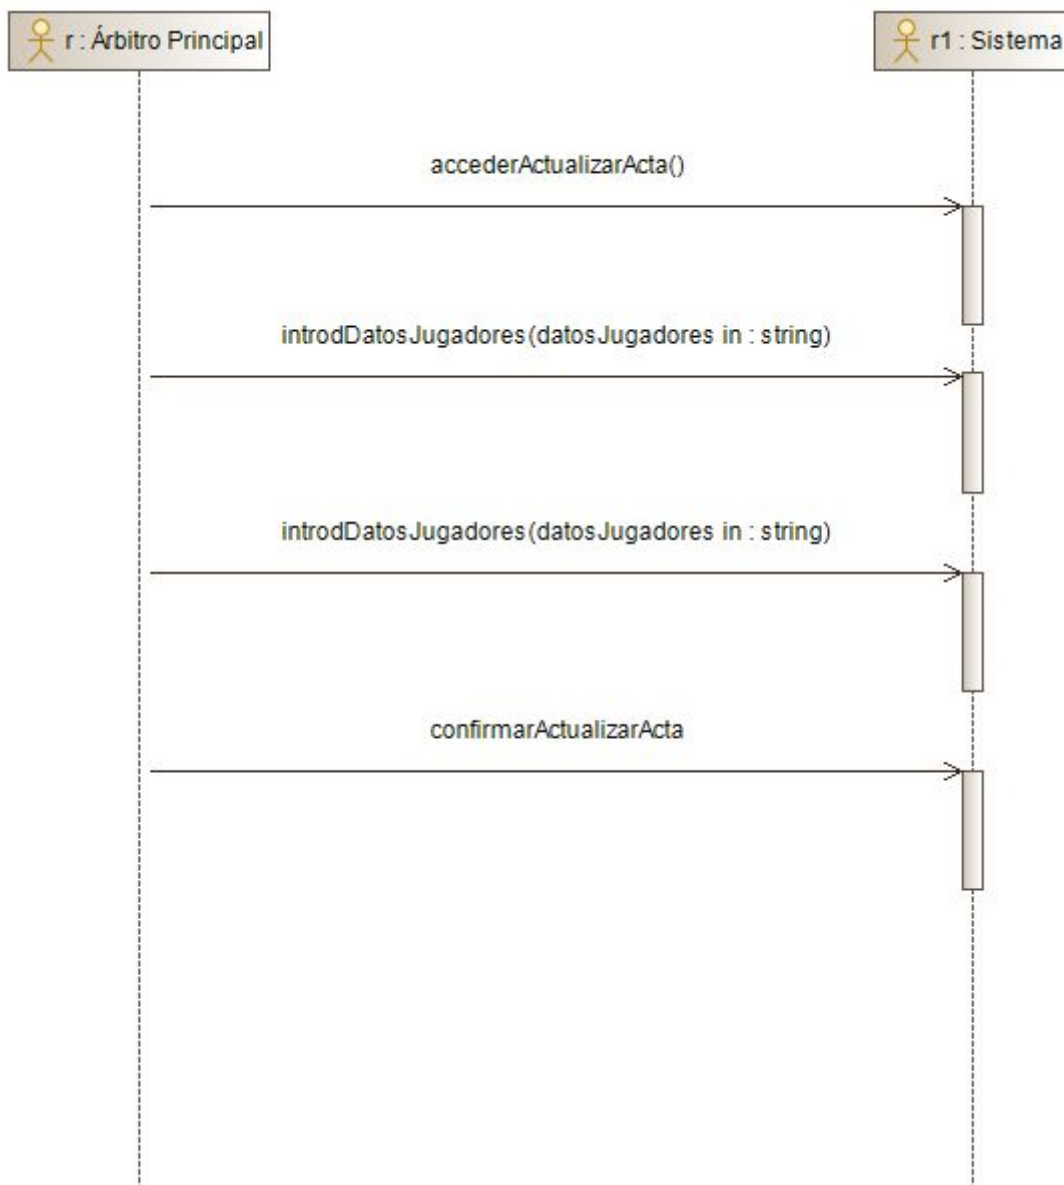 r : Árbitro Principal
r1 : Sistema
accederActualizarActa()
introdDatosJugadores(datosJugadores in : string)
introdDatosJugadores(datosJugadores in : string)
confirmarActualizarActa